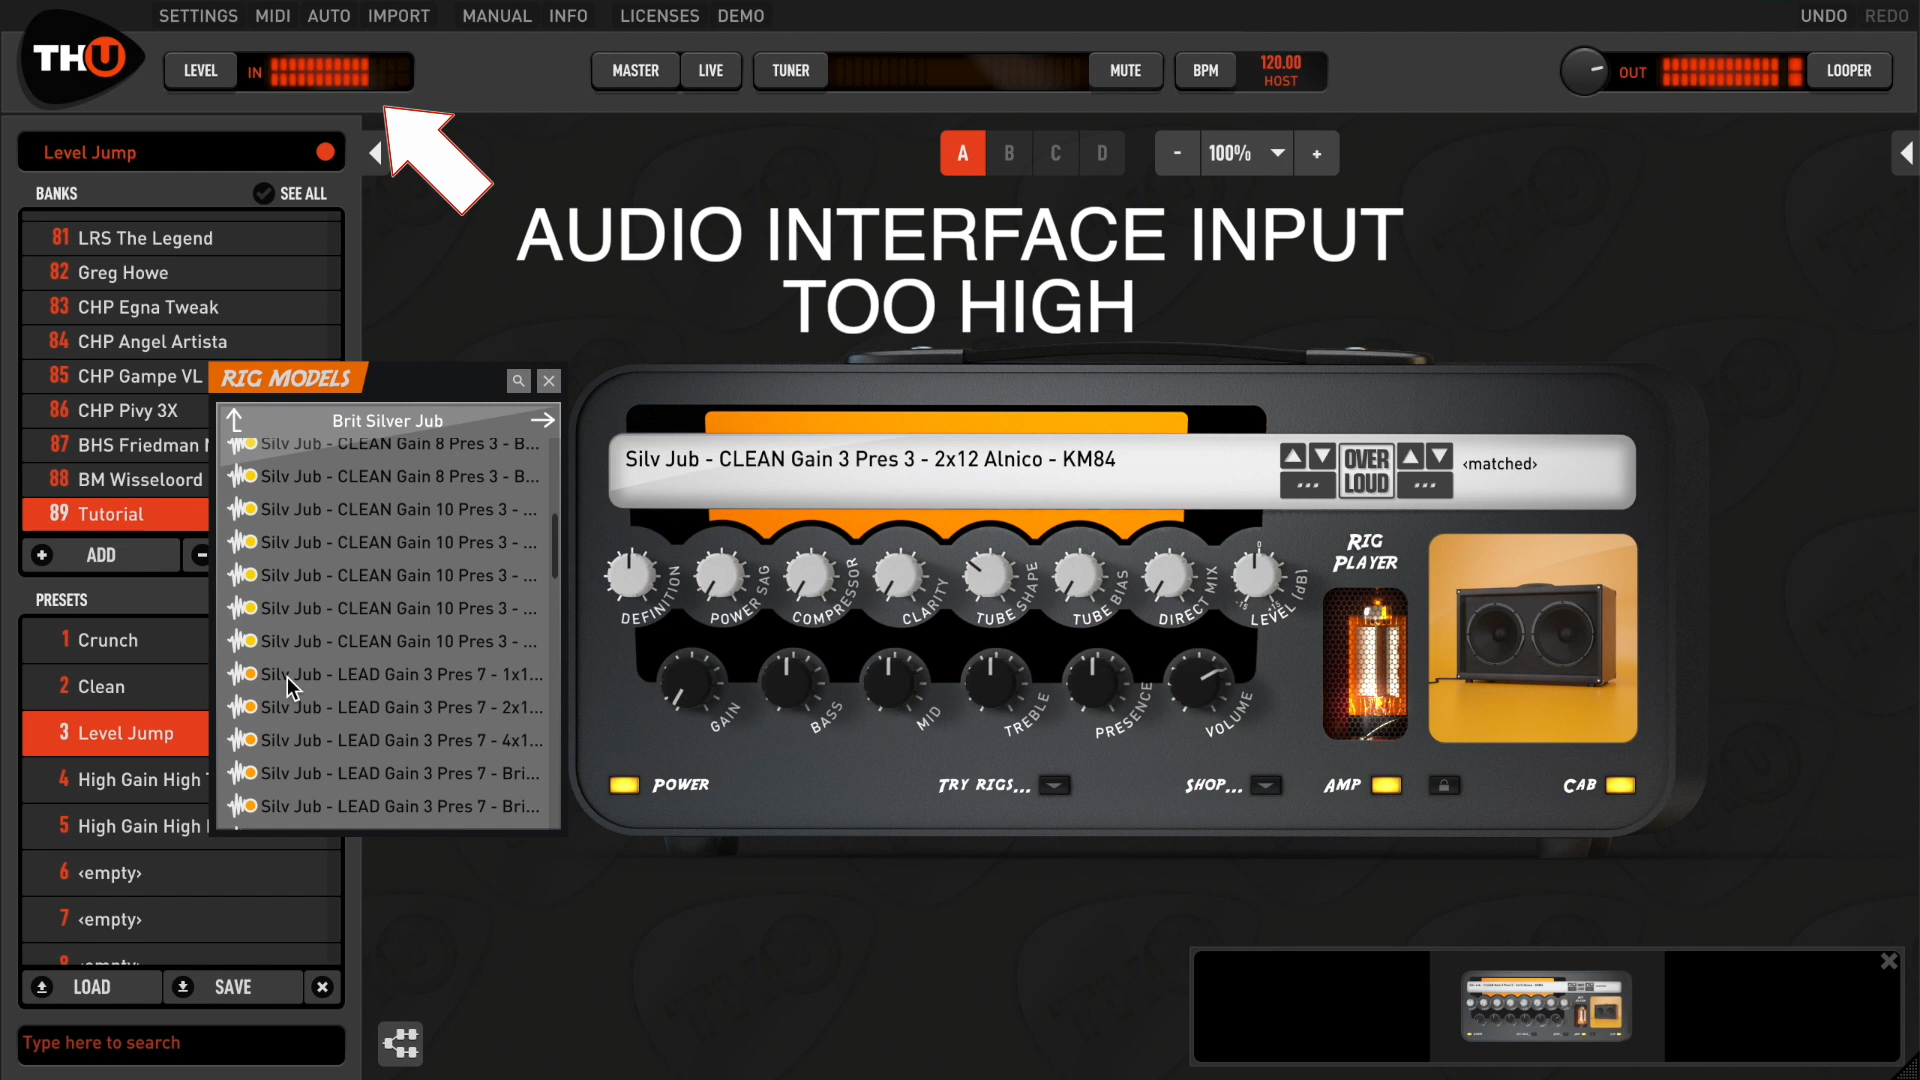 SETTINGS MIDI AUTO IMPORT MANUAL INFO LICENSES DEMO UNDO REDO
THU
LEVEL IN MASTER LIVE TUNER MUTE BPM 120.00 HOST OUT LOOPER
Level Jump
A B C D - 100% +
BANKS SEE ALL
AUDIO INTERFACE INPUT
TOO HIGH
81 LRS The Legend
82 Greg Howe
83 CHP Egna Tweak
84 CHP Angel Artista
85 CHP Gampe VL
86 CHP Pivy 3X
87 BHS Friedman
88 BM Wisseloord
89 Tutorial
+ ADD -
PRESETS
1 Crunch
2 Clean
3 Level Jump
4 High Gain High
5 High Gain High
6 <empty>
7 <empty>
8 <empty>
LOAD SAVE
Type here to search
RIG MODELS
Brit Silver Jub
Silv Jub - CLEAN Gain 8 Pres 3 - B...
Silv Jub - CLEAN Gain 8 Pres 3 - B...
Silv Jub - CLEAN Gain 10 Pres 3 - ...
Silv Jub - CLEAN Gain 10 Pres 3 - ...
Silv Jub - CLEAN Gain 10 Pres 3 - ...
Silv Jub - CLEAN Gain 10 Pres 3 - ...
Silv Jub - CLEAN Gain 10 Pres 3 - ...
Silv Jub - LEAD Gain 3 Pres 7 - 1x1...
Silv Jub - LEAD Gain 3 Pres 7 - 2x1...
Silv Jub - LEAD Gain 3 Pres 7 - 4x1...
Silv Jub - LEAD Gain 3 Pres 7 - Bri...
Silv Jub - LEAD Gain 3 Pres 7 - Bri...
Silv Jub - CLEAN Gain 3 Pres 3 - 2x12 Alnico - KM84
OVER
LOUD
<matched>
... ...
RIG
PLAYER
DEFINITION POWER SAG COMPRESSOR CLARITY TUBE SHAPE TUBE BIAS DIRECT MIX LEVEL [dB]
0 -15 15
GAIN BASS MID TREBLE PRESENCE VOLUME
POWER TRY RIGS... SHOP... AMP CAB